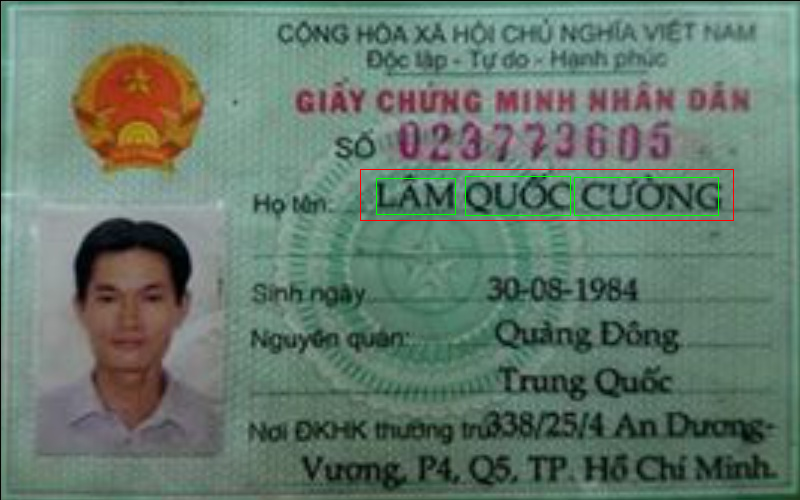 CỘNG HÒA XÃ HỘI CHỦ NGHĨA VIỆT NAM
Độc lập - Tự do - Hạnh phúc
GIẤY CHỨNG MINH NHÂN DÂN
SỐ 023773605
Họ tên: LÂM QUỐC CƯỜNG
Sinh ngày 30-08-1984
Nguyên quán: Quảng Đông
Trung Quốc
Nơi ĐKHK thường trú 338/25/4 An Dương-
Vương, P4, Q5, TP. Hồ Chí Minh.